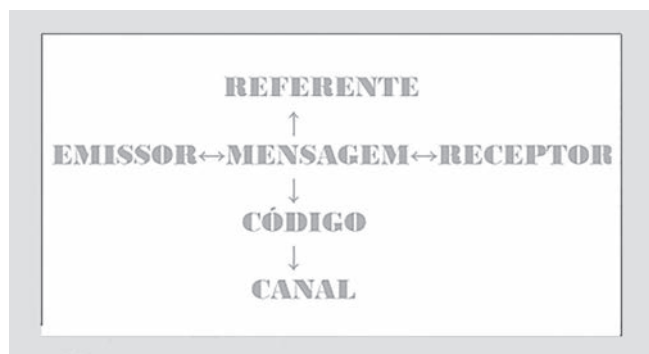 REFERENTE
↑
EMISSOR↔MENSAGEM↔RECEPTOR
↓
CÓDIGO
↓
CANAL